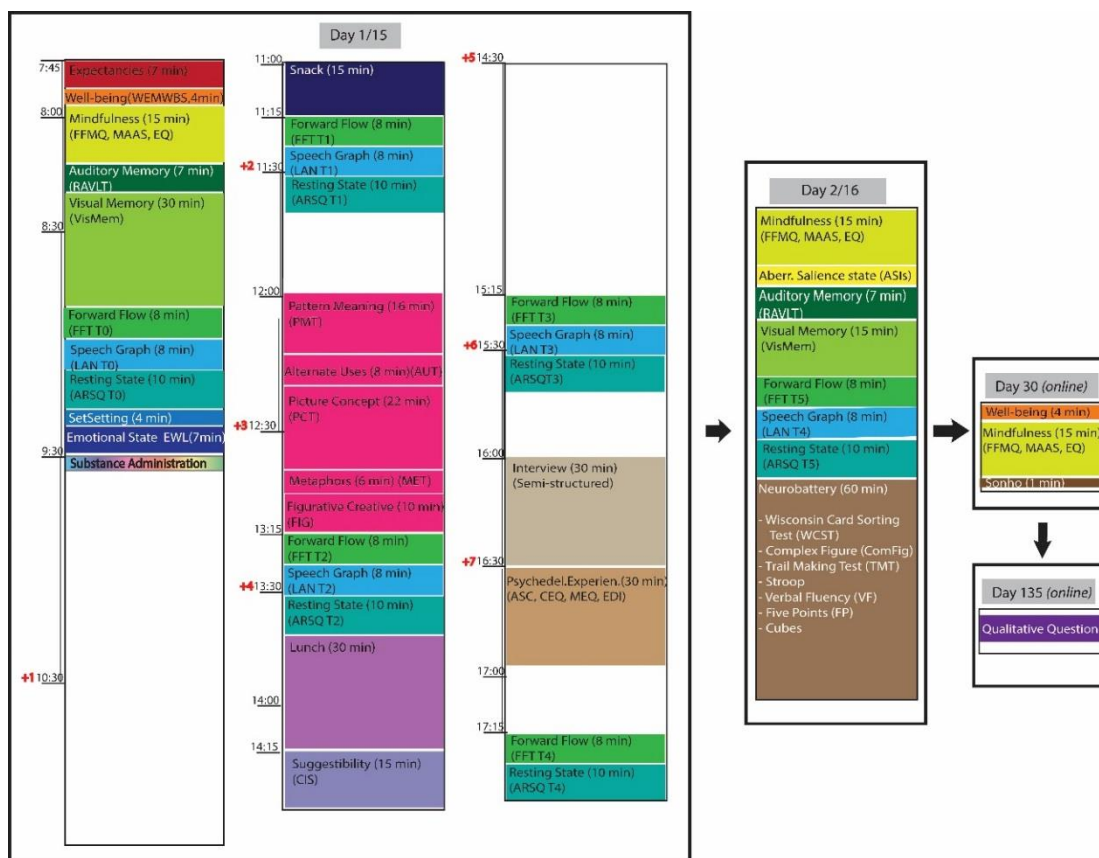 Day 1/15
7:45
Expectancies (7 min)
Well-being(WEMWBS,4min)
8:00
Mindfulness (15 min)
(FFMQ, MAAS, EQ)
Auditory Memory (7 min)
(RAVLT)
Visual Memory (30 min)
(VisMem)
8:30
Forward Flow (8 min)
(FFT T0)
Speech Graph (8 min)
(LAN T0)
Resting State (10 min)
(ARSQ T0)
SetSetting (4 min)
Emotional State EWL(7min)
9:30
Substance Administration
+1 10:30
11:00
Snack (15 min)
11:15
Forward Flow (8 min)
(FFT T1)
+2 11:30
Speech Graph (8 min)
(LAN T1)
Resting State (10 min)
(ARSQ T1)
12:00
Pattern Meaning (16 min)
(PMT)
Alternate Uses (8 min)(AUT)
Picture Concept (22 min)
(PCT)
+3 12:30
Metaphors (6 min) (MET)
Figurative Creative (10 min)
(FIG)
13:15
Forward Flow (8 min)
(FFT T2)
+4 13:30
Speech Graph (8 min)
(LAN T2)
Resting State (10 min)
(ARSQ T2)
Lunch (30 min)
14:00
14:15
Suggestibility (15 min)
(CIS)
+5 14:30
15:15
Forward Flow (8 min)
(FFT T3)
+6 15:30
Speech Graph (8 min)
(LAN T3)
Resting State (10 min)
(ARSQT3)
16:00
Interview (30 min)
(Semi-structured)
+7 16:30
Psychedel.Experien.(30 min)
(ASC, CEQ, MEQ, EDI)
17:00
17:15
Forward Flow (8 min)
(FFT T4)
Resting State (10 min)
(ARSQ T4)
Day 2/16
Mindfulness (15 min)
(FFMQ, MAAS, EQ)
Aberr. Salience state (ASIs)
Auditory Memory (7 min)
(RAVLT)
Visual Memory (15 min)
(VisMem)
Forward Flow (8 min)
(FFT T5)
Speech Graph (8 min)
(LAN T4)
Resting State (10 min)
(ARSQ T5)
Neurobattery (60 min)
- Wisconsin Card Sorting
Test (WCST)
- Complex Figure (ComFig)
- Trail Making Test (TMT)
- Stroop
- Verbal Fluency (VF)
- Five Points (FP)
- Cubes
Day 30 (online)
Well-being (4 min)
Mindfulness (15 min)
(FFMQ, MAAS, EQ)
Sonho (1 min)
Day 135 (online)
Qualitative Question